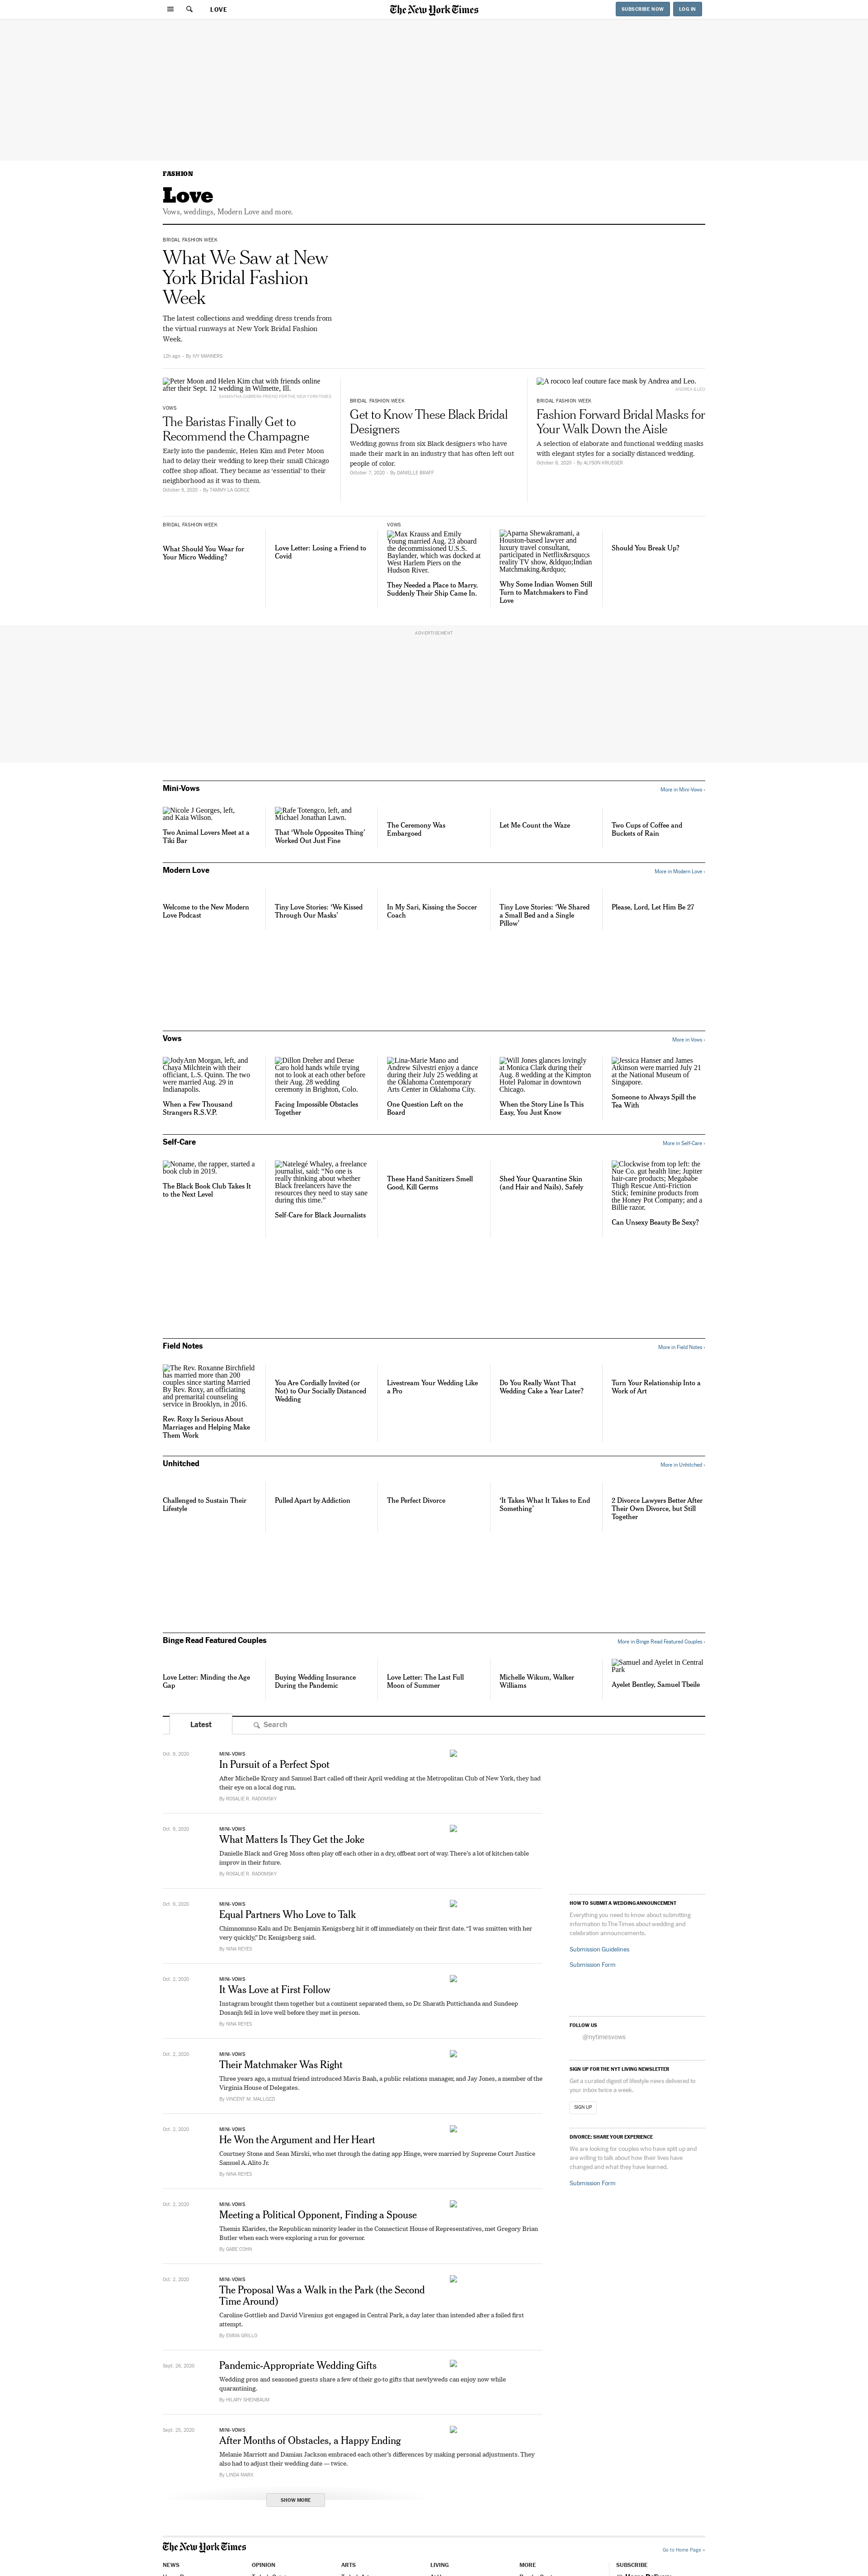 LOVE
The New York Times
SUBSCRIBE NOW
LOG IN
FASHION
Love
Vows, weddings, Modern Love and more.
BRIDAL FASHION WEEK
What We Saw at New
York Bridal Fashion
Week
The latest collections and wedding dress trends from
the virtual runways at New York Bridal Fashion
Week.
12h ago - By IVY MANNERS
Peter Moon and Helen Kim chat with friends online
after their Sept. 12 wedding in Wilmette, Ill.
SAMANTHA CABRERA FRIEND FOR THE NEW YORK TIMES
VOWS
The Baristas Finally Get to
Recommend the Champagne
Early into the pandemic, Helen Kim and Peter Moon
had to delay their wedding to keep their small Chicago
coffee shop afloat. They became as ‘essential’ to their
neighborhood as it was to them.
October 9, 2020 - By TAMMY LA GORCE
BRIDAL FASHION WEEK
Get to Know These Black Bridal
Designers
Wedding gowns from six Black designers who have
made their mark in an industry that has often left out
people of color.
October 7, 2020 - By DANIELLE BRAFF
A rococo leaf couture face mask by Andrea and Leo.
ANDREA & LEO
BRIDAL FASHION WEEK
Fashion Forward Bridal Masks for
Your Walk Down the Aisle
A selection of elaborate and functional wedding masks
with elegant styles for a socially distanced wedding.
October 8, 2020 - By ALYSON KRUEGER
BRIDAL FASHION WEEK
What Should You Wear for
Your Micro Wedding?
Love Letter: Losing a Friend to
Covid
VOWS
Max Krauss and Emily
Young married Aug. 23 aboard
the decommissioned U.S.S.
Baylander, which was docked at
West Harlem Piers on the
Hudson River.
They Needed a Place to Marry.
Suddenly Their Ship Came In.
Aparna Shewakramani, a
Houston-based lawyer and
luxury travel consultant,
participated in Netflix&rsquo;s
reality TV show, &ldquo;Indian
Matchmaking.&rdquo;
Why Some Indian Women Still
Turn to Matchmakers to Find
Love
Should You Break Up?
ADVERTISEMENT
Mini-Vows
More in Mini-Vows ›
Nicole J Georges, left,
and Kaia Wilson.
Two Animal Lovers Meet at a
Tiki Bar
Rafe Totengco, left, and
Michael Jonathan Lawn.
That ‘Whole Opposites Thing’
Worked Out Just Fine
The Ceremony Was
Embargoed
Let Me Count the Waze
Two Cups of Coffee and
Buckets of Rain
Modern Love
More in Modern Love ›
Welcome to the New Modern
Love Podcast
Tiny Love Stories: ‘We Kissed
Through Our Masks’
In My Sari, Kissing the Soccer
Coach
Tiny Love Stories: ‘We Shared
a Small Bed and a Single
Pillow’
Please, Lord, Let Him Be 27
Vows
More in Vows ›
JodyAnn Morgan, left, and
Chaya Milchtein with their
officiant, Al S. Quinn. The two
were married Aug. 29 in
Indianapolis.
When a Few Thousand
Strangers R.S.V.P.
Dillon Dreher and Derae
Caro hold hands while trying
not to look at each other before
their Aug. 28 wedding
ceremony in Brighton, Colo.
Facing Impossible Obstacles
Together
Lina-Marie Mano and
Andrew Silvestri enjoy a dance
during their July 25 wedding at
the Oklahoma Contemporary
Arts Center in Oklahoma City.
One Question Left on the
Board
Will Jones glances lovingly
at Monica Clark during their
Aug. 8 wedding at the Kimpton
Hotel Palomar in downtown
Chicago.
When the Story Line Is This
Easy, You Just Know
Jessica Hanser and James
Atkinson were married July 21
at the National Museum of
Singapore.
Someone to Always Spill the
Tea With
Self-Care
More in Self-Care ›
Noname, the rapper, started a
book club in 2019.
The Black Book Club Takes It
to the Next Level
Natelegé Whaley, a freelance
journalist, said: “No one is
really thinking about whether
Black freelancers have the
resources they need to stay sane
during this time.”
Self-Care for Black Journalists
These Hand Sanitizers Smell
Good, Kill Germs
Shed Your Quarantine Skin
(and Hair and Nails), Safely
Clockwise from top left: the
Nue Co. gut health line; Jupiter
hair-care products; Megababe
Thigh Rescue Anti-Friction
Stick; feminine products from
the Honey Pot Company; and a
Billie razor.
Can Unsexy Beauty Be Sexy?
Field Notes
More in Field Notes ›
The Rev. Roxanne Birchfield
has married more than 200
couples since starting Married
By Rev. Roxy, an officiating
and premarital counseling
service in Brooklyn, in 2016.
Rev. Roxy Is Serious About
Marriages and Helping Make
Them Work
You Are Cordially Invited (or
Not) to Our Socially Distanced
Wedding
Livestream Your Wedding Like
a Pro
Do You Really Want That
Wedding Cake a Year Later?
Turn Your Relationship Into a
Work of Art
Unhitched
More in Unhitched ›
Challenged to Sustain Their
Lifestyle
Pulled Apart by Addiction
The Perfect Divorce
‘It Takes What It Takes to End
Something’
2 Divorce Lawyers Better After
Their Own Divorce, but Still
Together
Binge Read Featured Couples
More in Binge Read Featured Couples ›
Love Letter: Minding the Age
Gap
Buying Wedding Insurance
During the Pandemic
Love Letter: The Last Full
Moon of Summer
Michelle Wikum, Walker
Williams
Samuel and Ayelet in Central
Park
Ayelet Bentley, Samuel Tbeile
Latest
Search
Oct. 9, 2020
MINI-VOWS
In Pursuit of a Perfect Spot
After Michelle Krozy and Samuel Bart called off their April wedding at the Metropolitan Club of New York, they had
their eye on a local dog run.
By ROSALIE R. RADOMSKY
Oct. 9, 2020
MINI-VOWS
What Matters Is They Get the Joke
Danielle Black and Greg Moss often play off each other in a dry, offbeat sort of way. There’s a lot of kitchen-table
improv in their future.
By ROSALIE R. RADOMSKY
Oct. 9, 2020
MINI-VOWS
Equal Partners Who Love to Talk
Chimnomnso Kalu and Dr. Benjamin Kenigsberg hit it off immediately on their first date. “I was smitten with her
very quickly,” Dr. Kenigsberg said.
By NINA REYES
Oct. 2, 2020
MINI-VOWS
It Was Love at First Follow
Instagram brought them together but a continent separated them, so Dr. Sharath Puttichanda and Sundeep
Dosanjh fell in love well before they met in person.
By NINA REYES
Oct. 2, 2020
MINI-VOWS
Their Matchmaker Was Right
Three years ago, a mutual friend introduced Mavis Baah, a public relations manager, and Jay Jones, a member of the
Virginia House of Delegates.
By VINCENT M. MALLOZZI
Oct. 2, 2020
MINI-VOWS
He Won the Argument and Her Heart
Courtney Stone and Sean Mirski, who met through the dating app Hinge, were married by Supreme Court Justice
Samuel A. Alito Jr.
By NINA REYES
Oct. 2, 2020
MINI-VOWS
Meeting a Political Opponent, Finding a Spouse
Themis Klarides, the Republican minority leader in the Connecticut House of Representatives, met Gregory Brian
Butler when each were exploring a run for governor.
By GABE COHN
Oct. 2, 2020
MINI-VOWS
The Proposal Was a Walk in the Park (the Second
Time Around)
Caroline Gottlieb and David Virenius got engaged in Central Park, a day later than intended after a foiled first
attempt.
By EMMA GRILLO
Sept. 26, 2020
Pandemic-Appropriate Wedding Gifts
Wedding pros and seasoned guests share a few of their go-to gifts that newlyweds can enjoy now while
quarantining.
By HILARY SHEINBAUM
Sept. 25, 2020
MINI-VOWS
After Months of Obstacles, a Happy Ending
Melanie Marriott and Damian Jackson embraced each other’s differences by making personal adjustments. They
also had to adjust their wedding date — twice.
By LINDA MARX
SHOW MORE
HOW TO SUBMIT A WEDDING ANNOUNCEMENT
Everything you need to know about submitting
information to The Times about wedding and
celebration announcements.
Submission Guidelines
Submission Form
FOLLOW US
@nytimesvows
SIGN UP FOR THE NYT LIVING NEWSLETTER
Get a curated digest of lifestyle news delivered to
your inbox twice a week.
SIGN UP
DIVORCE: SHARE YOUR EXPERIENCE
We are looking for couples who have split up and
are willing to talk about how their lives have
changed and what they have learned.
Submission Form
The New York Times
Go to Home Page »
NEWS
OPINION
ARTS
LIVING
MORE
SUBSCRIBE